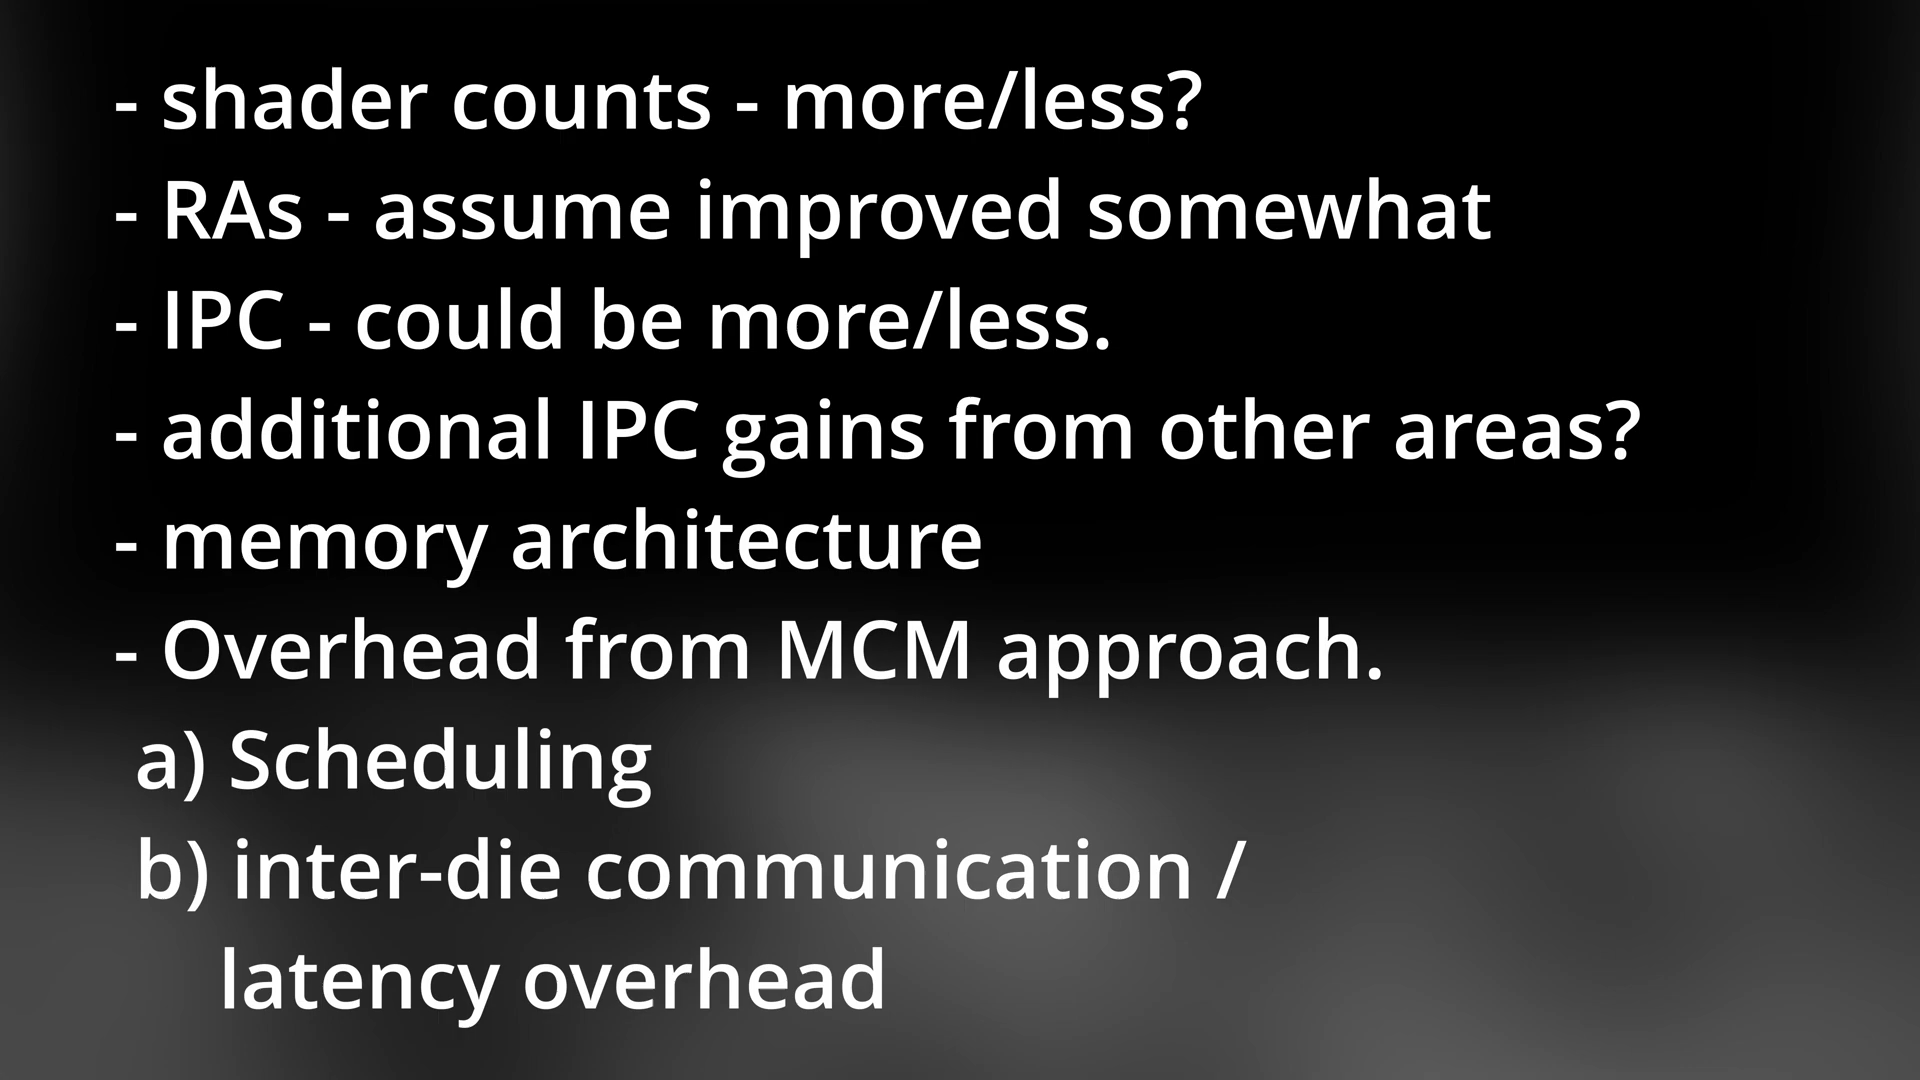 - shader counts - more/less?
- RAs - assume improved somewhat
- IPC - could be more/less.
- additional IPC gains from other areas?
- memory architecture
- Overhead from MCM approach.
a) Scheduling
b) inter-die communication /
latency overhead